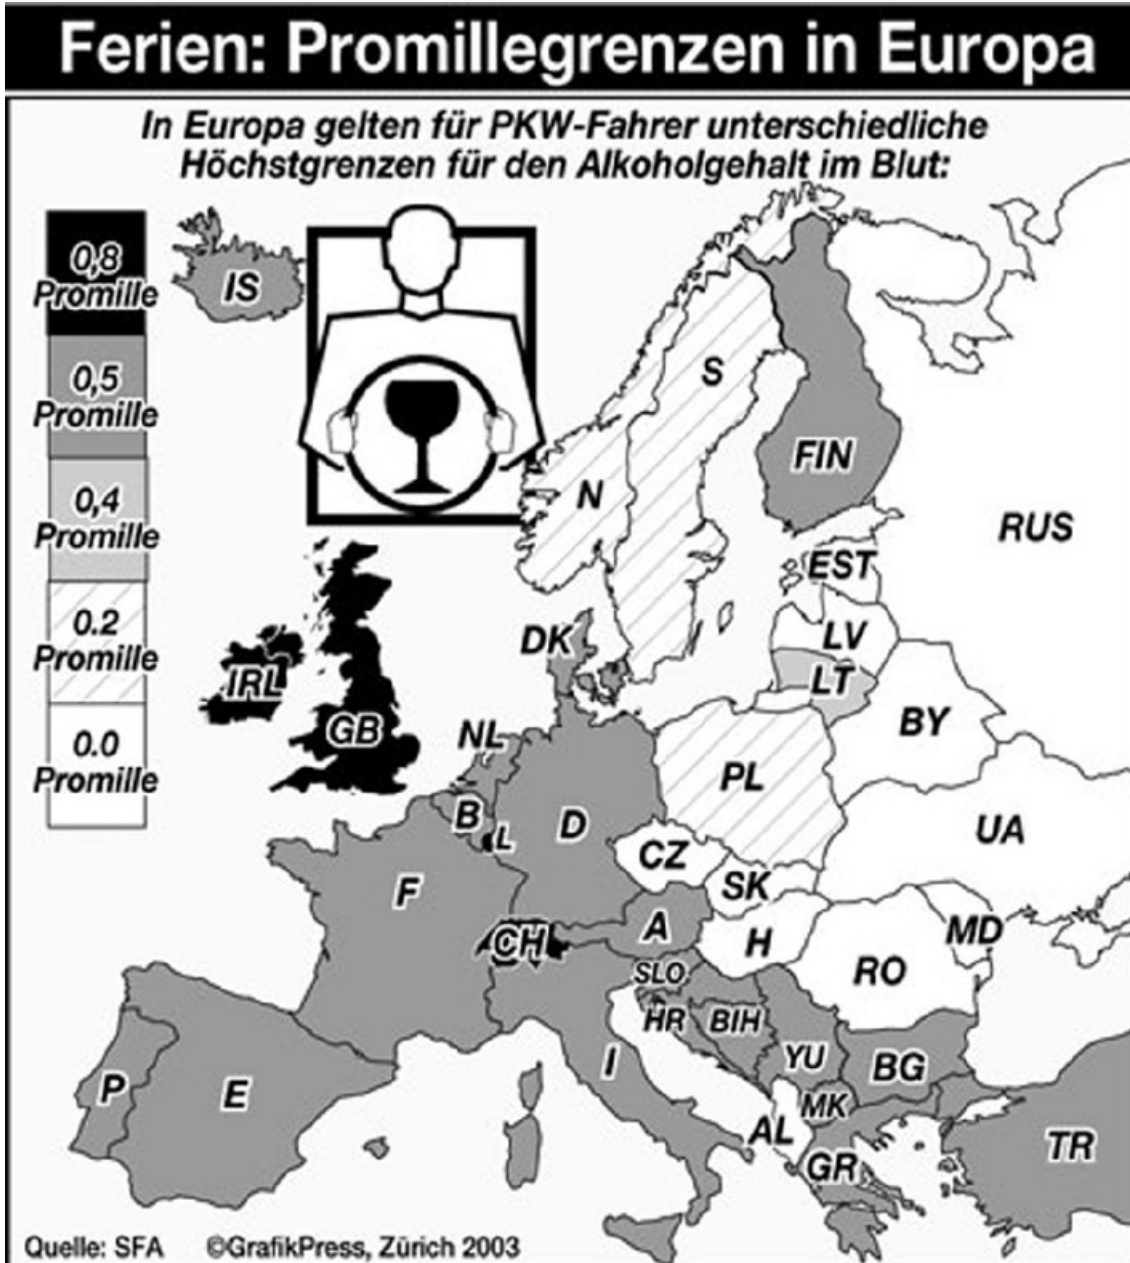 Ferien: Promillegrenzen in Europa
In Europa gelten für PKW-Fahrer unterschiedliche
Höchstgrenzen für den Alkoholgehalt im Blut:
0,8
Promille
0,5
Promille
0,4
Promille
0.2
Promille
0.0
Promille
IS
S
FIN
N
RUS
EST
DK
LV
LT
IRL
GB
BY
NL
PL
B
L
D
UA
CZ
F
SK
CH
A
H
MD
RO
SLO
HR
BIH
YU
I
BG
P
E
MK
AL
GR
TR
Quelle: SFA ©GrafikPress, Zürich 2003